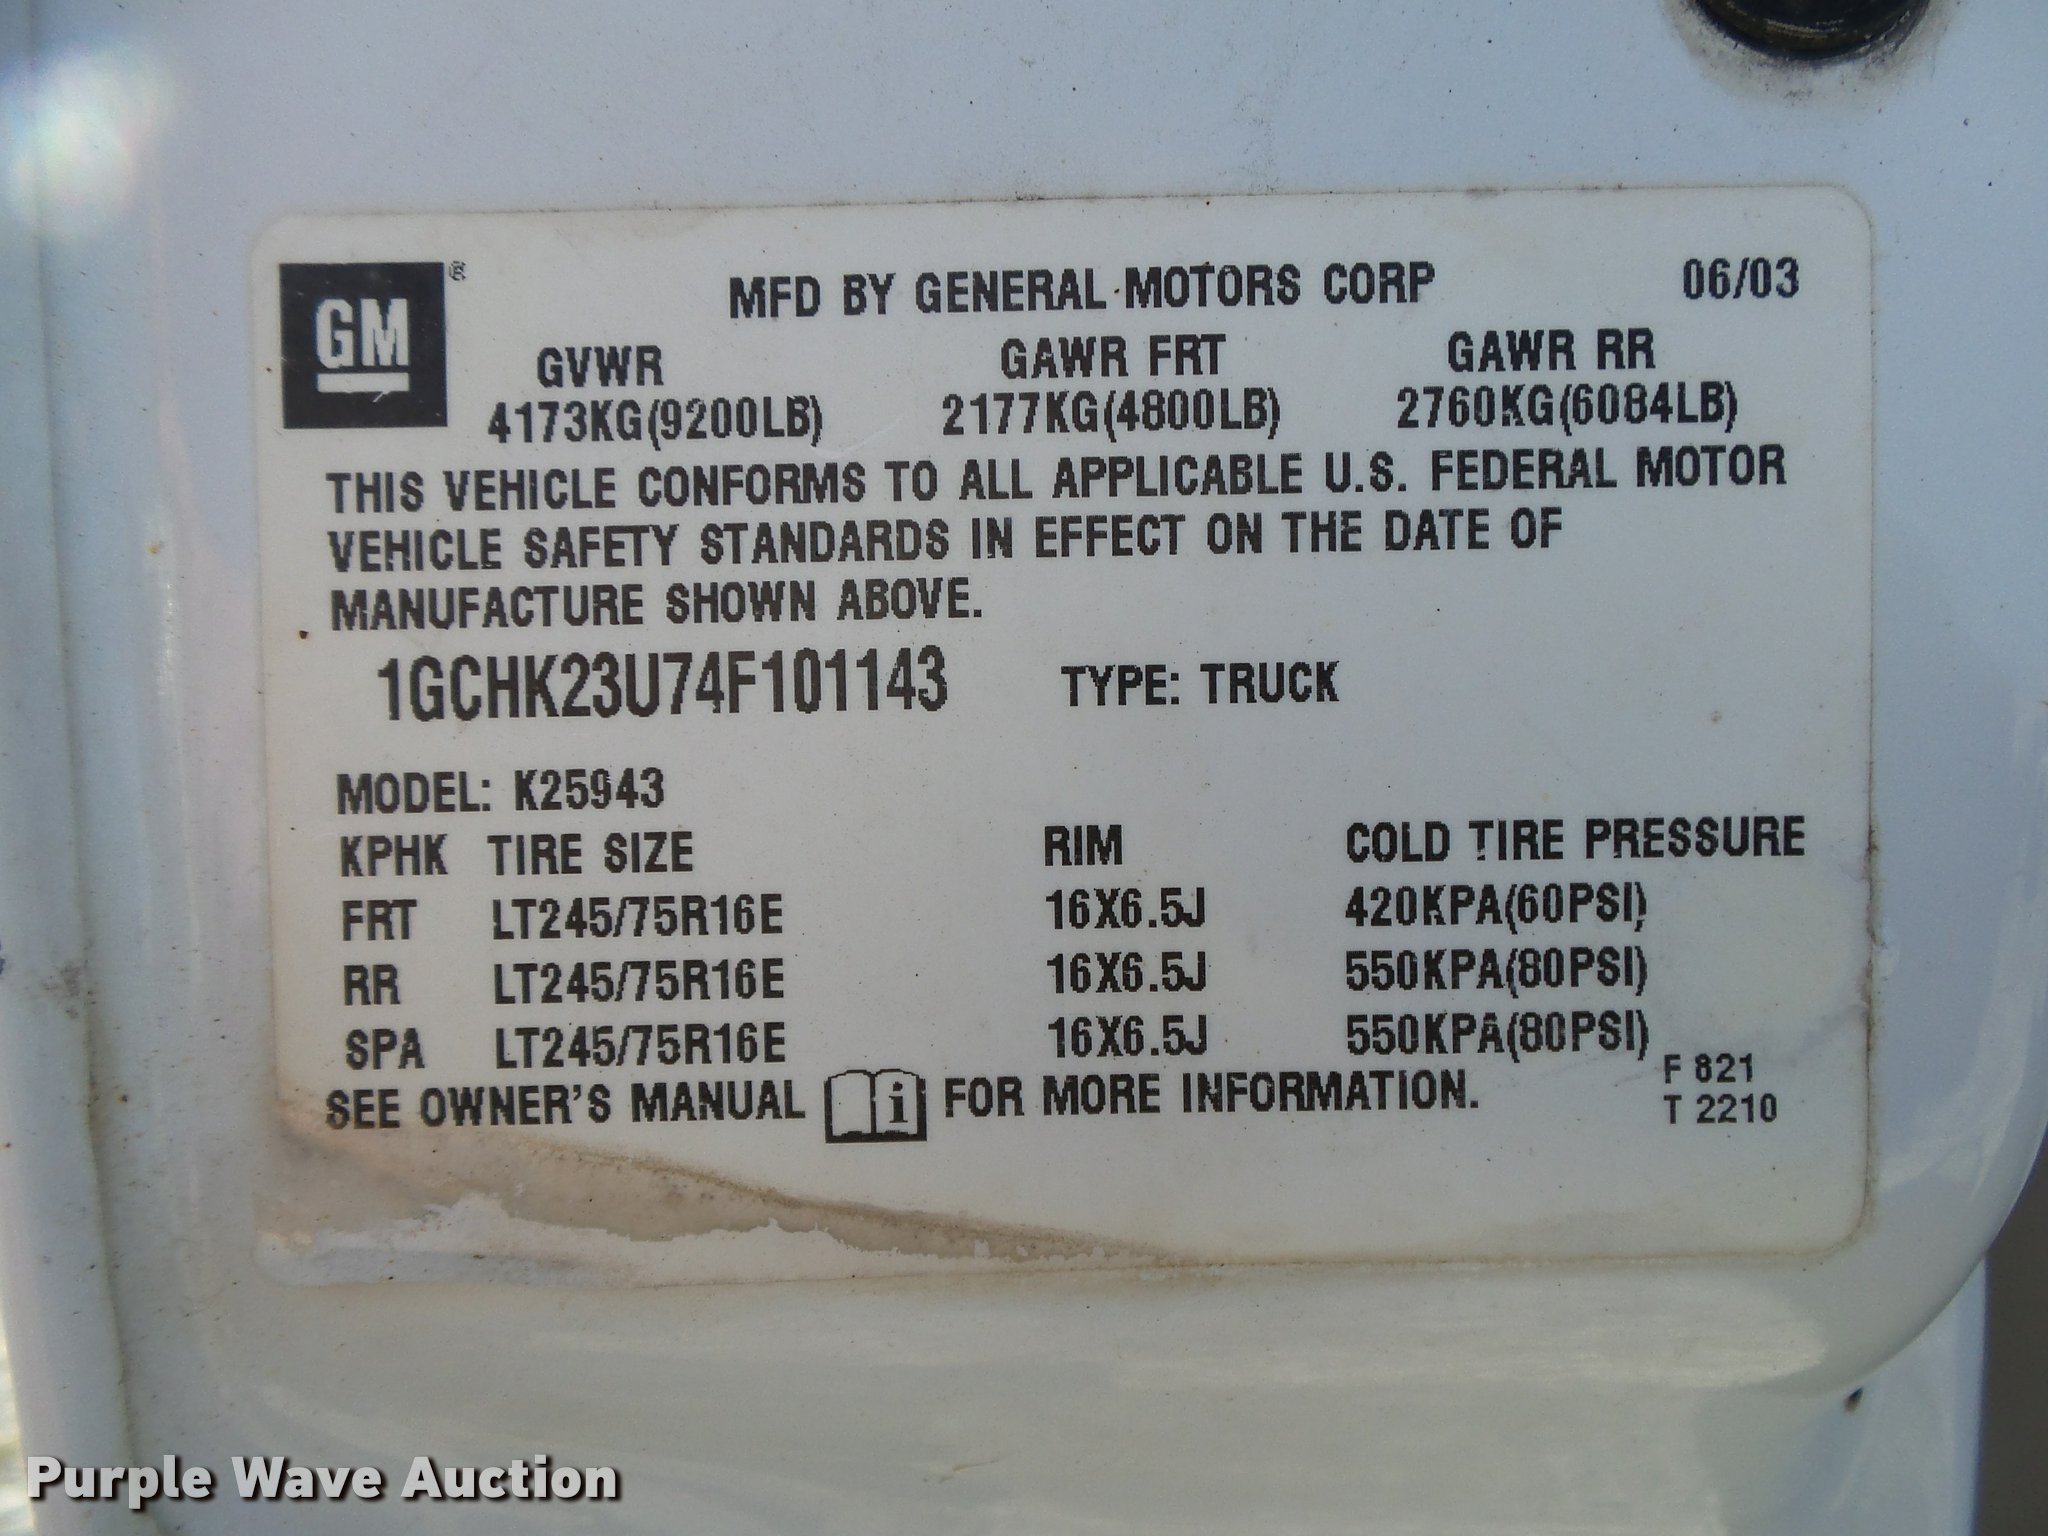 GM®
MFD BY GENERAL MOTORS CORP 06/03
GVWR GAWR FRT GAWR RR
4173KG(9200LB) 2177KG(4800LB) 2760KG(6084LB)
THIS VEHICLE CONFORMS TO ALL APPLICABLE U.S. FEDERAL MOTOR
VEHICLE SAFETY STANDARDS IN EFFECT ON THE DATE OF
MANUFACTURE SHOWN ABOVE.
1GCHK23U74F101143 TYPE: TRUCK
MODEL: K25943
KPHK TIRE SIZE RIM COLD TIRE PRESSURE
FRT LT245/75R16E 16X6.5J 420KPA(60PSI)
RR LT245/75R16E 16X6.5J 550KPA(80PSI)
SPA LT245/75R16E 16X6.5J 550KPA(80PSI)
SEE OWNER'S MANUAL i FOR MORE INFORMATION.
F 821
T 2210
Purple Wave Auction